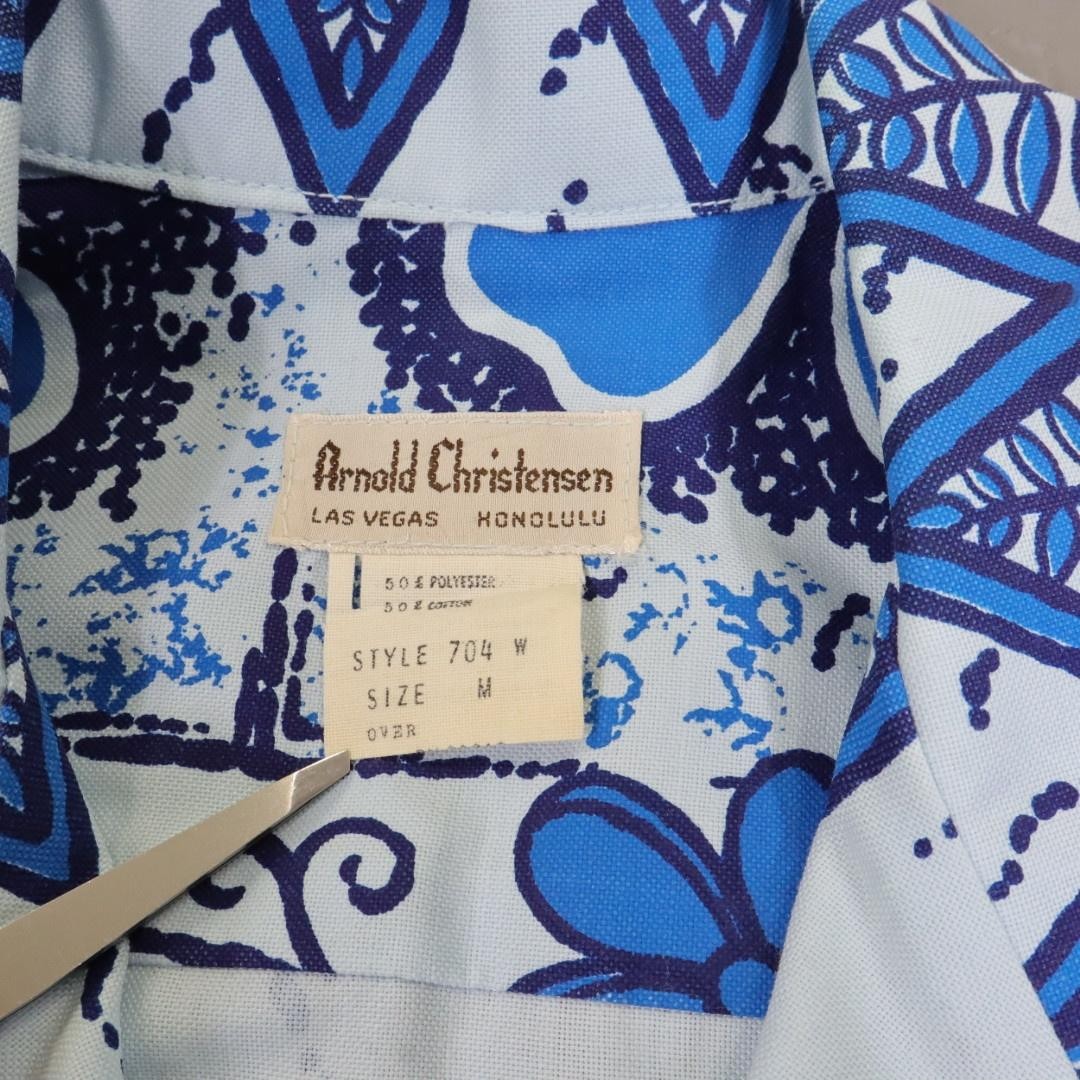 Arnold Christensen
LAS VEGAS HONOLULU
50% POLYESTER
50% COTTON
STYLE 704 W
SIZE M
OVER